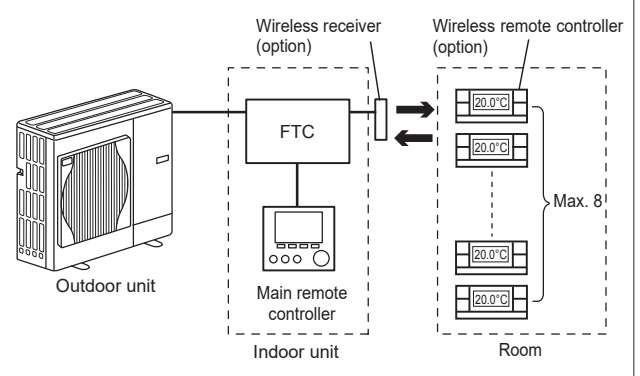 Wireless receiver
(option)
Wireless remote controller
(option)
FTC
20.0°C
20.0°C
Max. 8
20.0°C
20.0°C
Outdoor unit
Main remote
controller
Indoor unit
Room